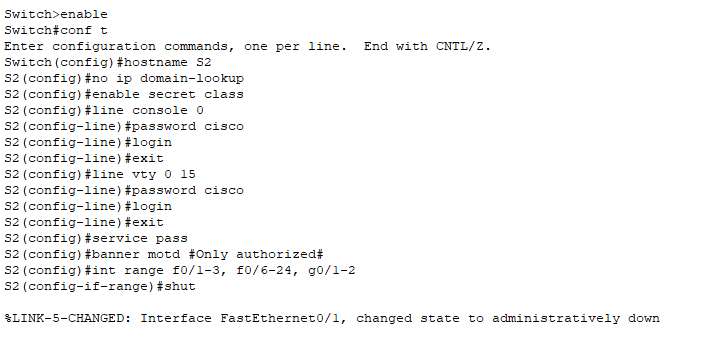 Switch>enable
Switch#conf t
Enter configuration commands, one per line.  End with CNTL/Z.
Switch(config)#hostname S2
S2(config)#no ip domain-lookup
S2(config)#enable secret class
S2(config)#line console 0
S2(config-line)#password cisco
S2(config-line)#login
S2(config-line)#exit
S2(config)#line vty 0 15
S2(config-line)#password cisco
S2(config-line)#login
S2(config-line)#exit
S2(config)#service pass
S2(config)#banner motd #Only authorized#
S2(config)#int range f0/1-3, f0/6-24, g0/1-2
S2(config-if-range)#shut
%LINK-5-CHANGED: Interface FastEthernet0/1, changed state to administratively down